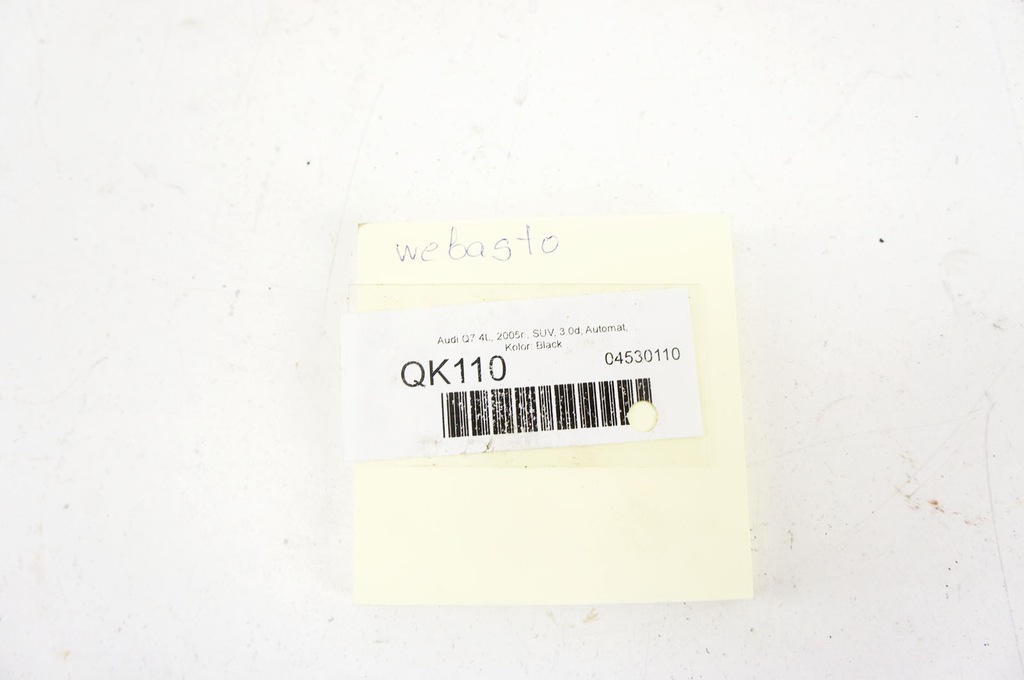 webasto
Audi Q7 4L, 2005r., SUV, 3.0d, Automat,
Kolor: Black
QK110
04530110